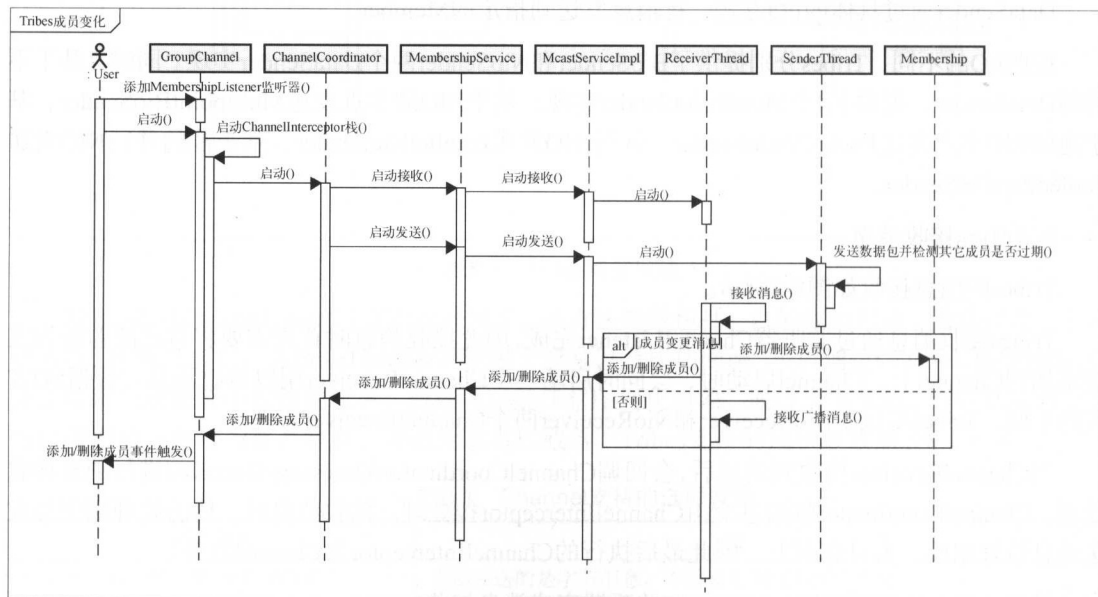 Tribes成员变化
: User
GroupChannel
ChannelCoordinator
MembershipService
McastServiceImpl
ReceiverThread
SenderThread
Membership
添加MembershipListener监听器()
启动()
启动ChannelInterceptor栈()
启动()
启动接收()
启动接收()
启动()
启动发送()
启动发送()
启动()
发送数据包并检测其它成员是否过期()
接收消息()
alt [成员变更消息]
添加/删除成员()
添加/删除成员()
添加/删除成员()
添加/删除成员()
[否则]
接收广播消息()
添加/删除成员()
添加/删除成员事件触发()